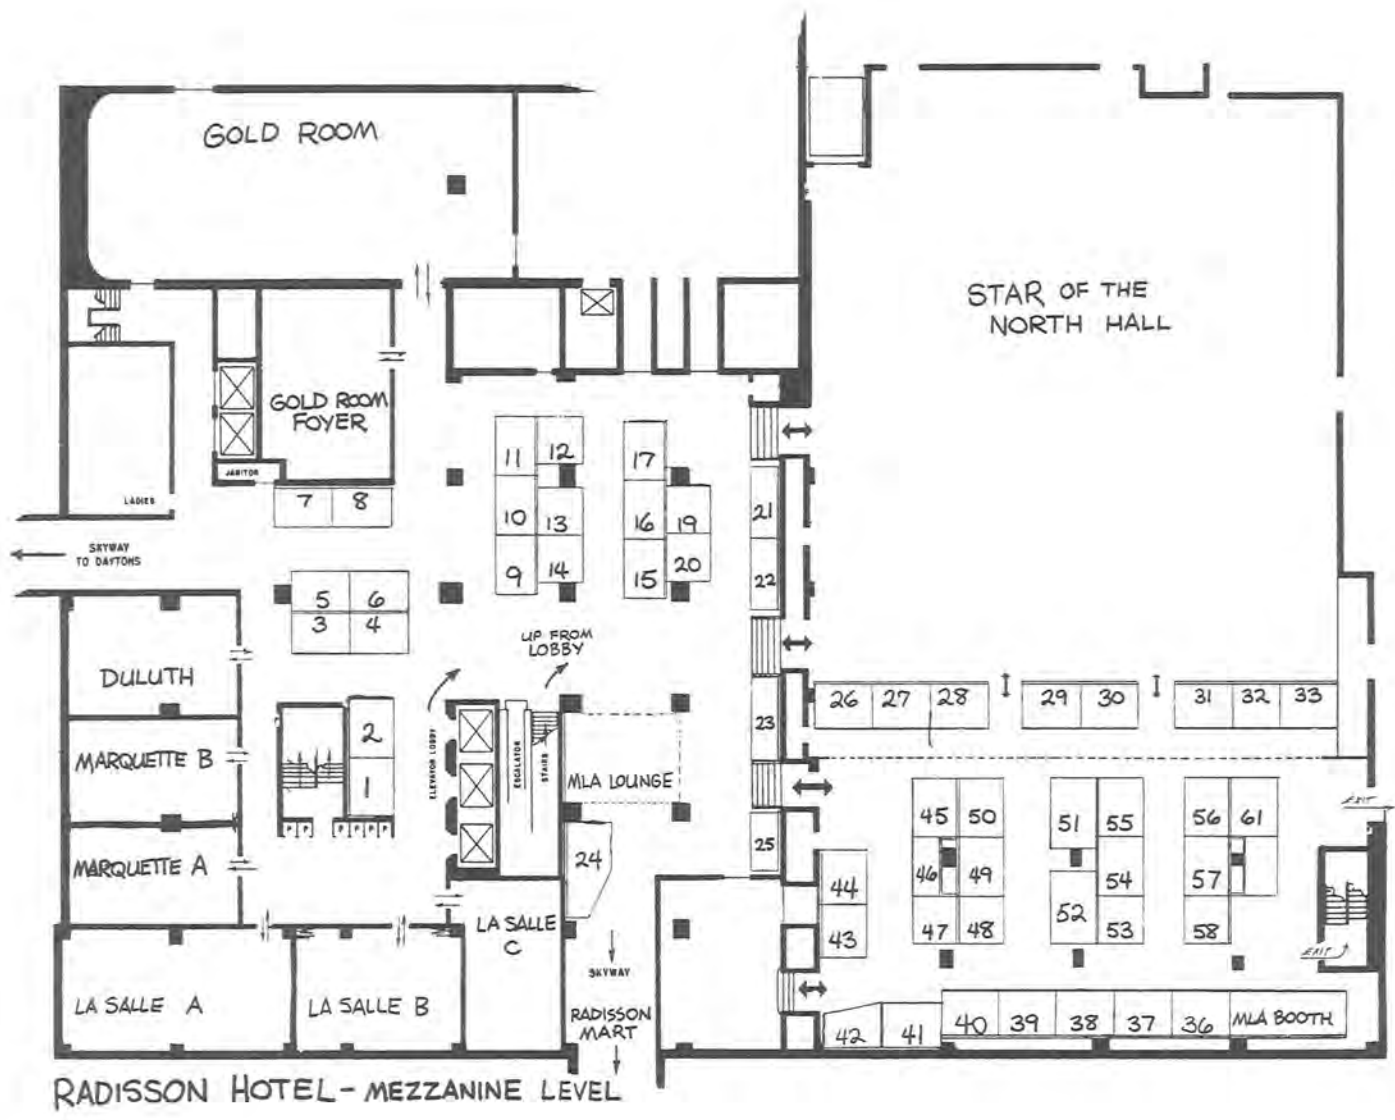 GOLD ROOM
STAR OF THE
NORTH HALL
GOLD ROOM
FOYER
JANITOR
LADIES
11 12
17
7 8
10 13
16 19
21
9 14
15 20
22
SKYWAY
TO DAYTONS
5 6
3 4
UP FROM
LOBBY
DULUTH
26 27 28
29 30
31 32 33
2
1
23
MARQUETTE B
ELEVATOR LOBBY
ESCALATOR
STAIRS
MLA LOUNGE
EXIT
45 50
51 55
56 61
P P P P P P
25
24
MARQUETTE A
46 49
54
57
44
43
47 48
52 53
58
EXIT
LA SALLE
C
SKYWAY
LA SALLE A
LA SALLE B
RADISSON
MART
42 41 40 39 38 37 36 MLA BOOTH
RADISSON HOTEL - MEZZANINE LEVEL